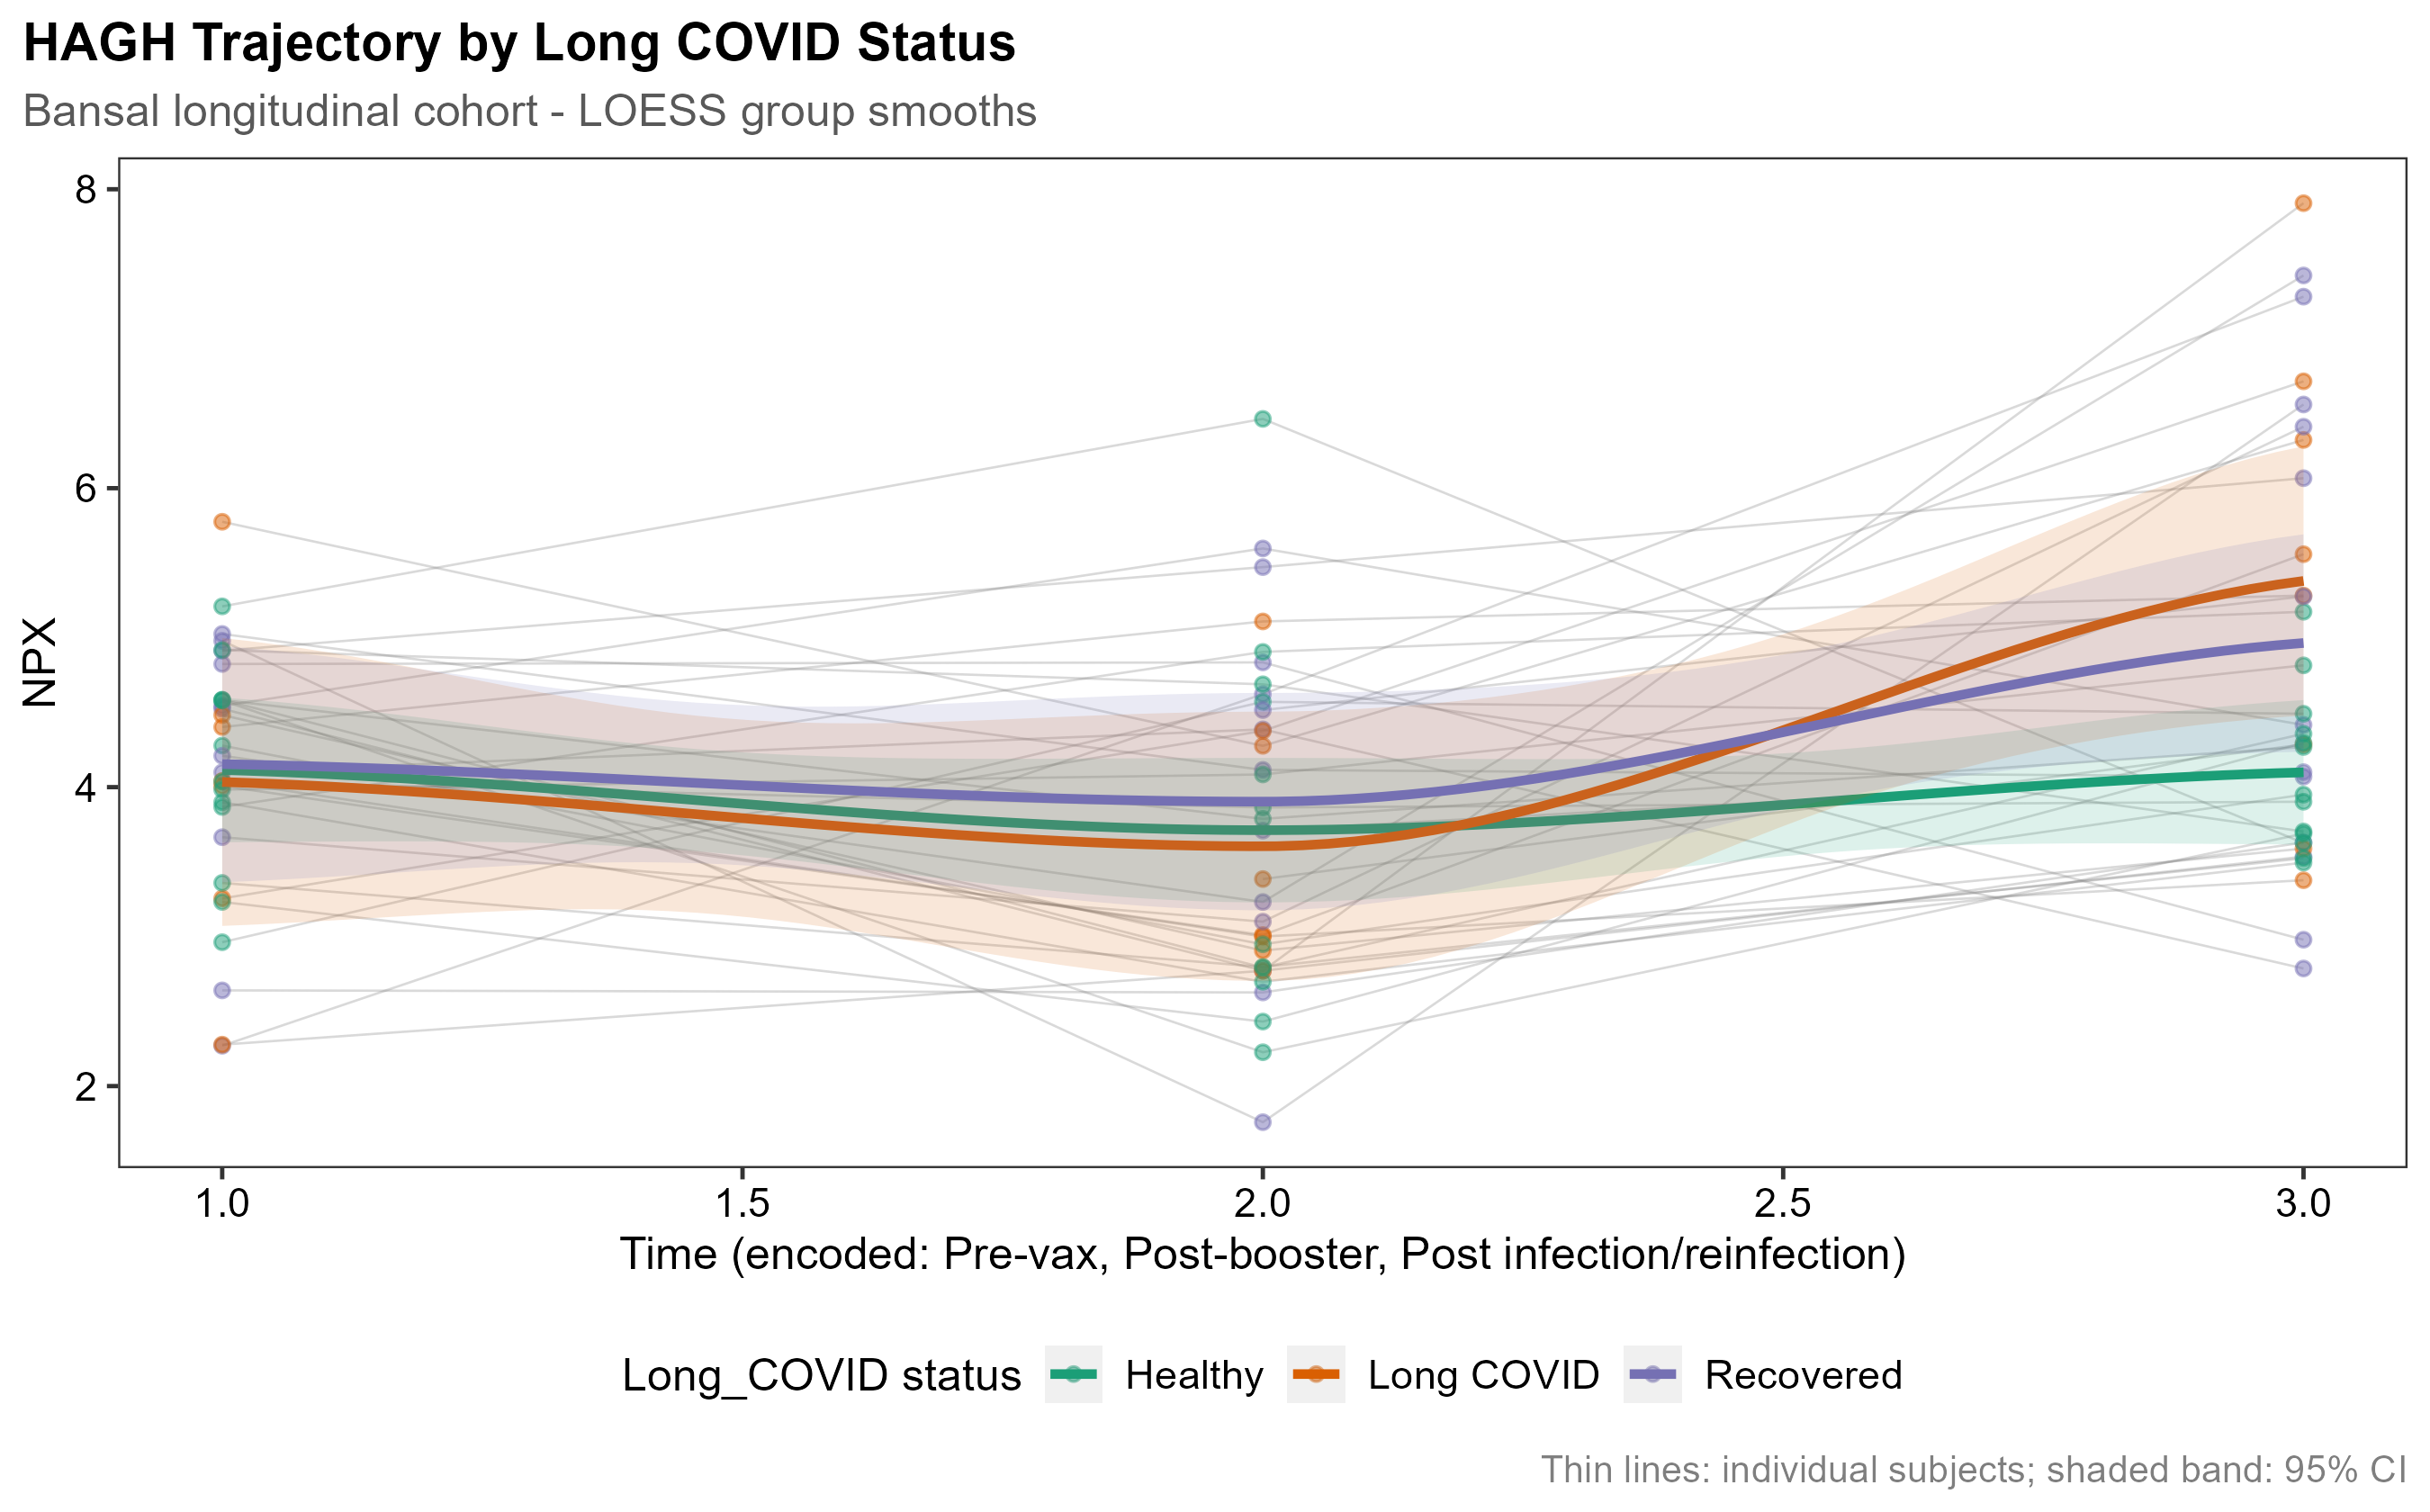 HAGH Trajectory by Long COVID Status
Bansal longitudinal cohort - LOESS group smooths
NPX
8
6
4
2
1.0 1.5 2.0 2.5 3.0
Time (encoded: Pre-vax, Post-booster, Post infection/reinfection)
Long_COVID status Healthy Long COVID Recovered
Thin lines: individual subjects; shaded band: 95% CI